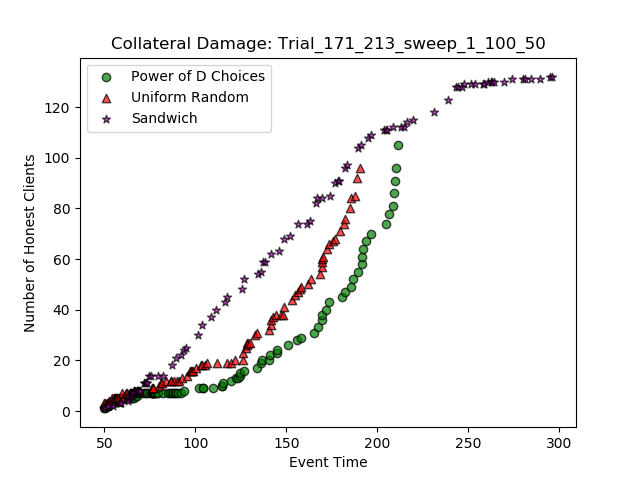 Collateral Damage: Trial_171_213_sweep_1_100_50
Power of D Choices
Uniform Random
Sandwich
Number of Honest Clients
120
100
80
60
40
20
0
50
100
150
200
250
300
Event Time